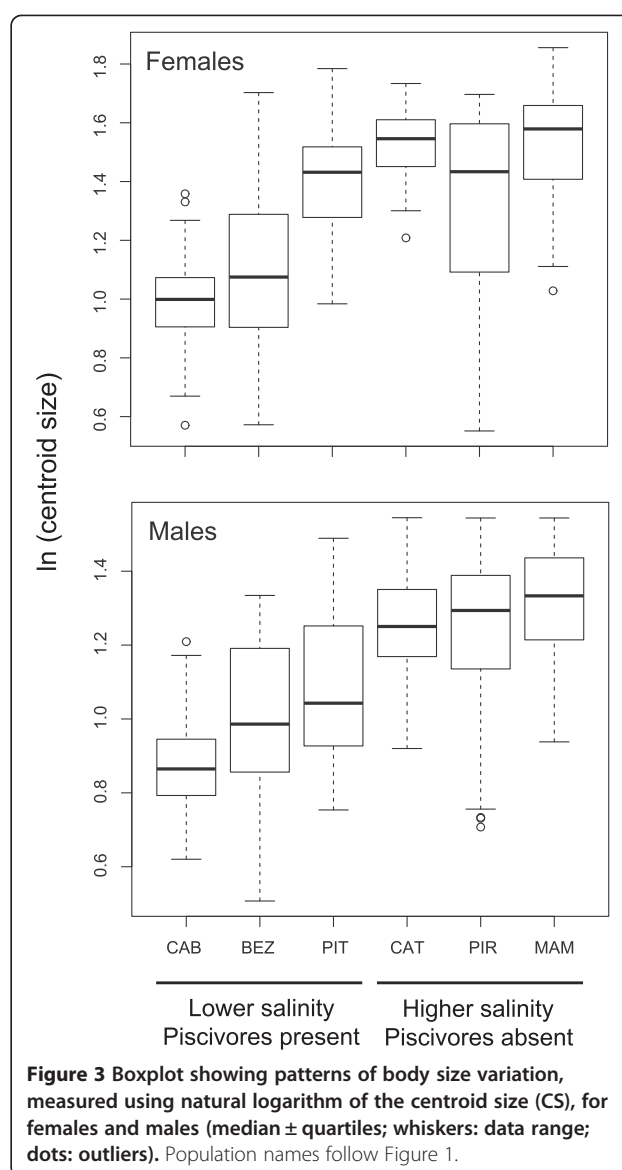 Females
1.8
1.6
1.4
1.2
1.0
0.8
0.6
ln (centroid size)
Males
1.4
1.2
1.0
0.8
0.6
CAB BEZ PIT CAT PIR MAM
Lower salinity Higher salinity
Piscivores present Piscivores absent
Figure 3 Boxplot showing patterns of body size variation,
measured using natural logarithm of the centroid size (CS), for
females and males (median ± quartiles; whiskers: data range;
dots: outliers). Population names follow Figure 1.